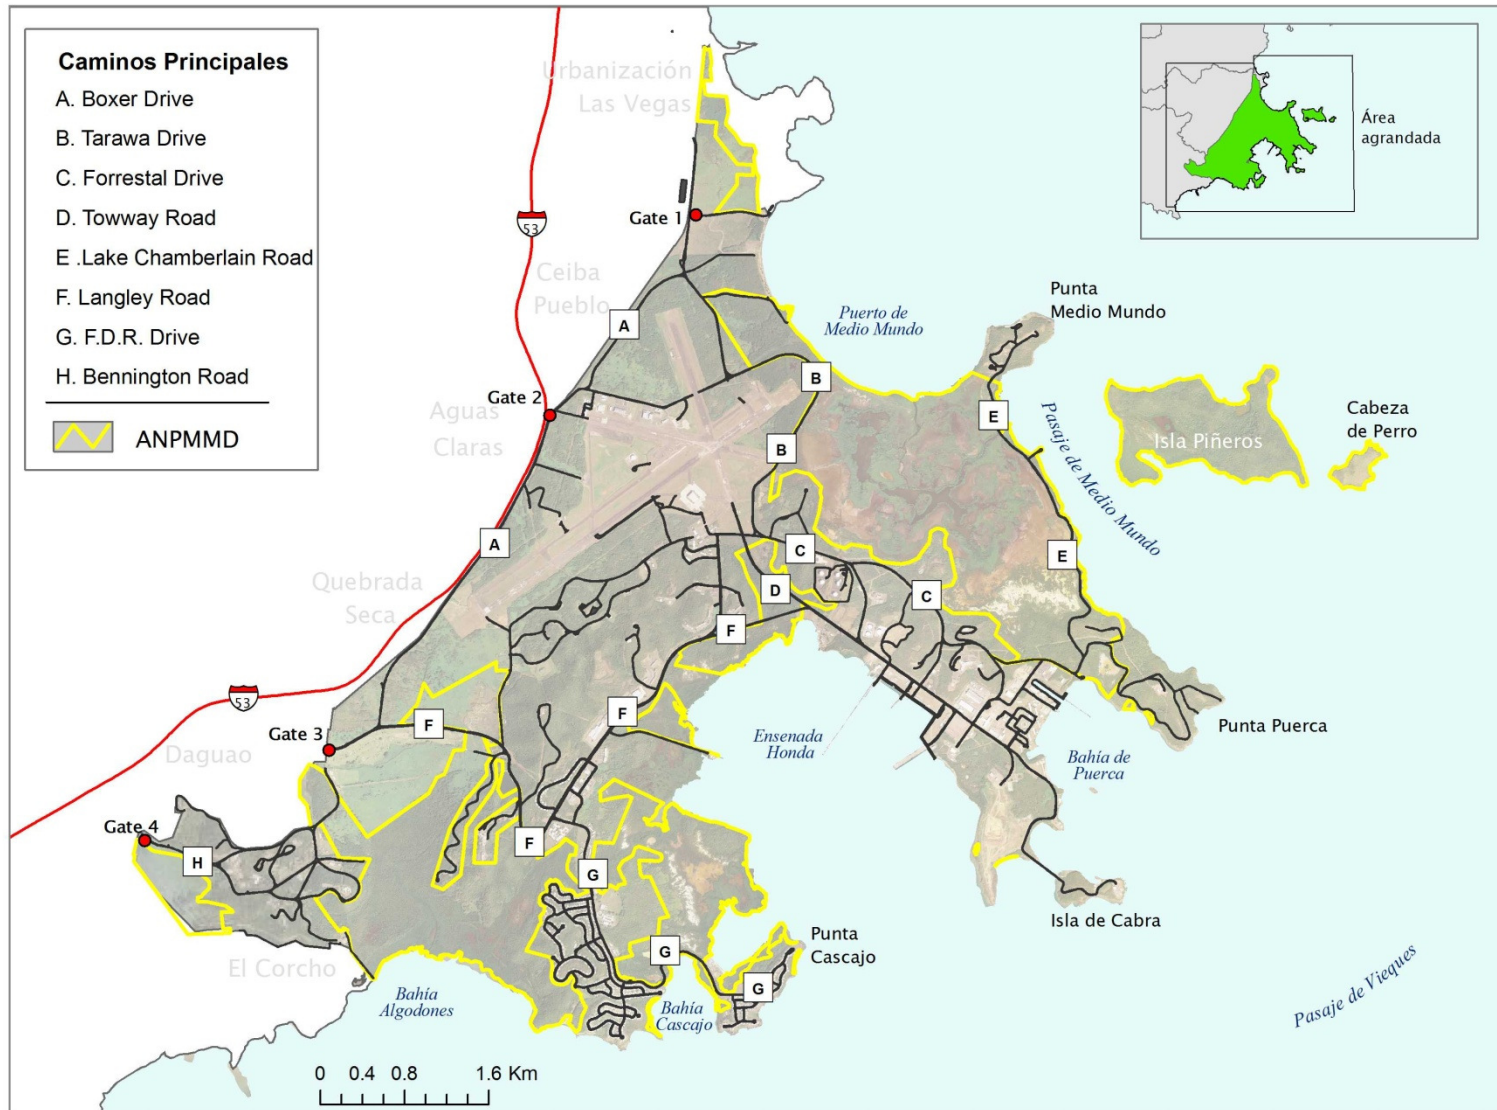 Caminos Principales
A. Boxer Drive
B. Tarawa Drive
C. Forrestal Drive
D. Towway Road
E .Lake Chamberlain Road
F. Langley Road
G. F.D.R. Drive
H. Bennington Road
ANPMMD
Urbanización
Las Vegas
Área
agrandada
Gate 1
53
Ceiba
Pueblo
A
Puerto de
Medio Mundo
Punta
Medio Mundo
B
Gate 2
Aguas
Claras
E
Pasaje de Medio Mundo
Isla Piñeros
Cabeza
de Perro
B
A
C
E
Quebrada
Seca
D
C
F
53
F
F
Gate 3
Daguao
Ensenada
Honda
Bahía de
Puerca
Punta Puerca
Gate 4
H
F
G
Isla de Cabra
El Corcho
G
Punta
Cascajo
G
Bahía
Algodones
Bahía
Cascajo
Pasaje de Vieques
0 0.4 0.8 1.6 Km